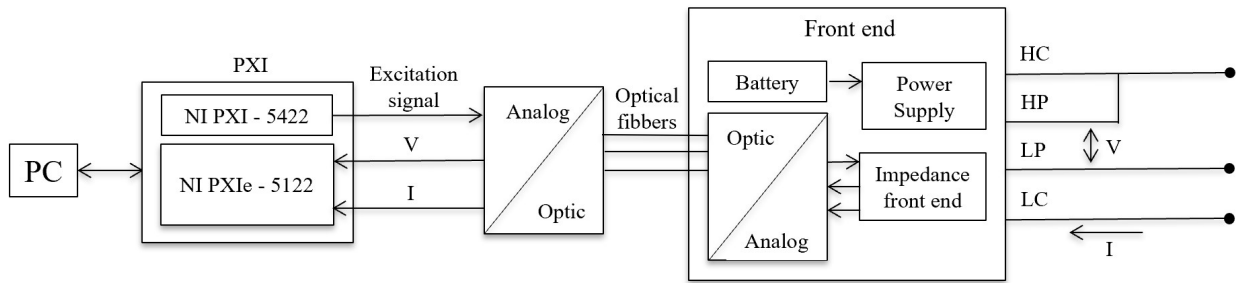 PC
PXI
NI PXI - 5422
NI PXIe - 5122
Excitation
signal
V
I
Analog
Optic
Optical
fibbers
Front end
Battery
Power
Supply
Optic
Analog
Impedance
front end
HC
HP
LP
V
LC
I